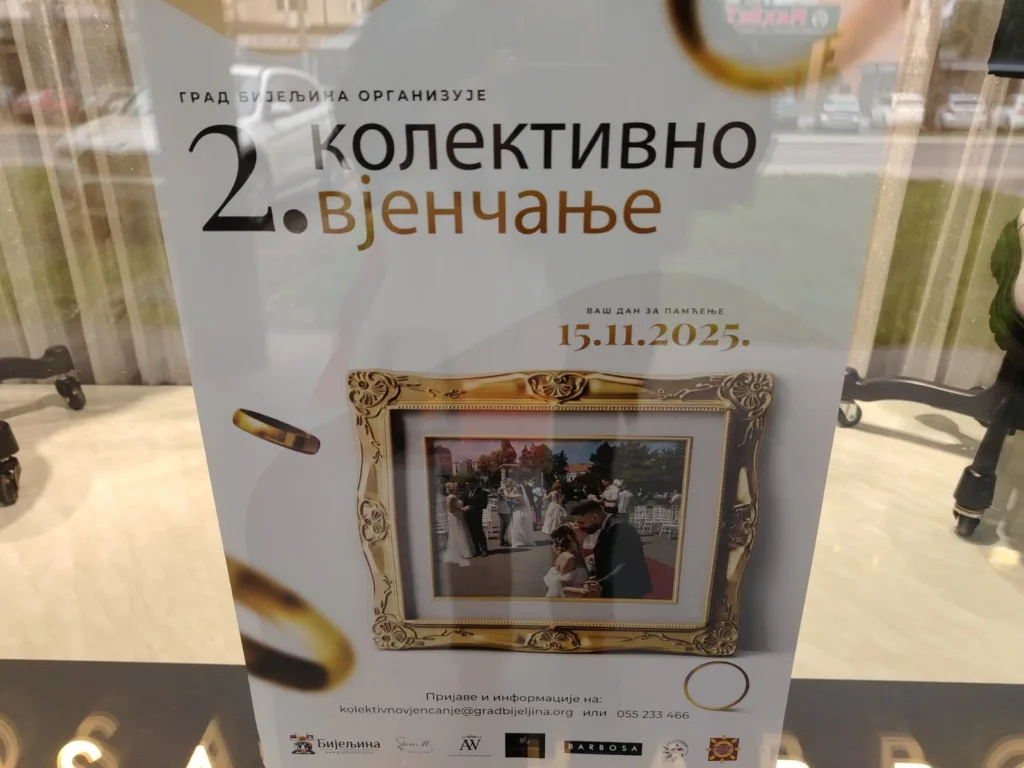 ГРАД БИЈЕЉИНА ОРГАНИЗУЈЕ
2. КОЛЕКТИВНО
вјенчање
ВАШ ДАН ЗА ПАМЋЕЊЕ
15.11.2025.
Пријаве и информације на:
kolektivnovjencanje@gradbijeljina.org или 055 233 466
Бијељина
AW
BARBOSA